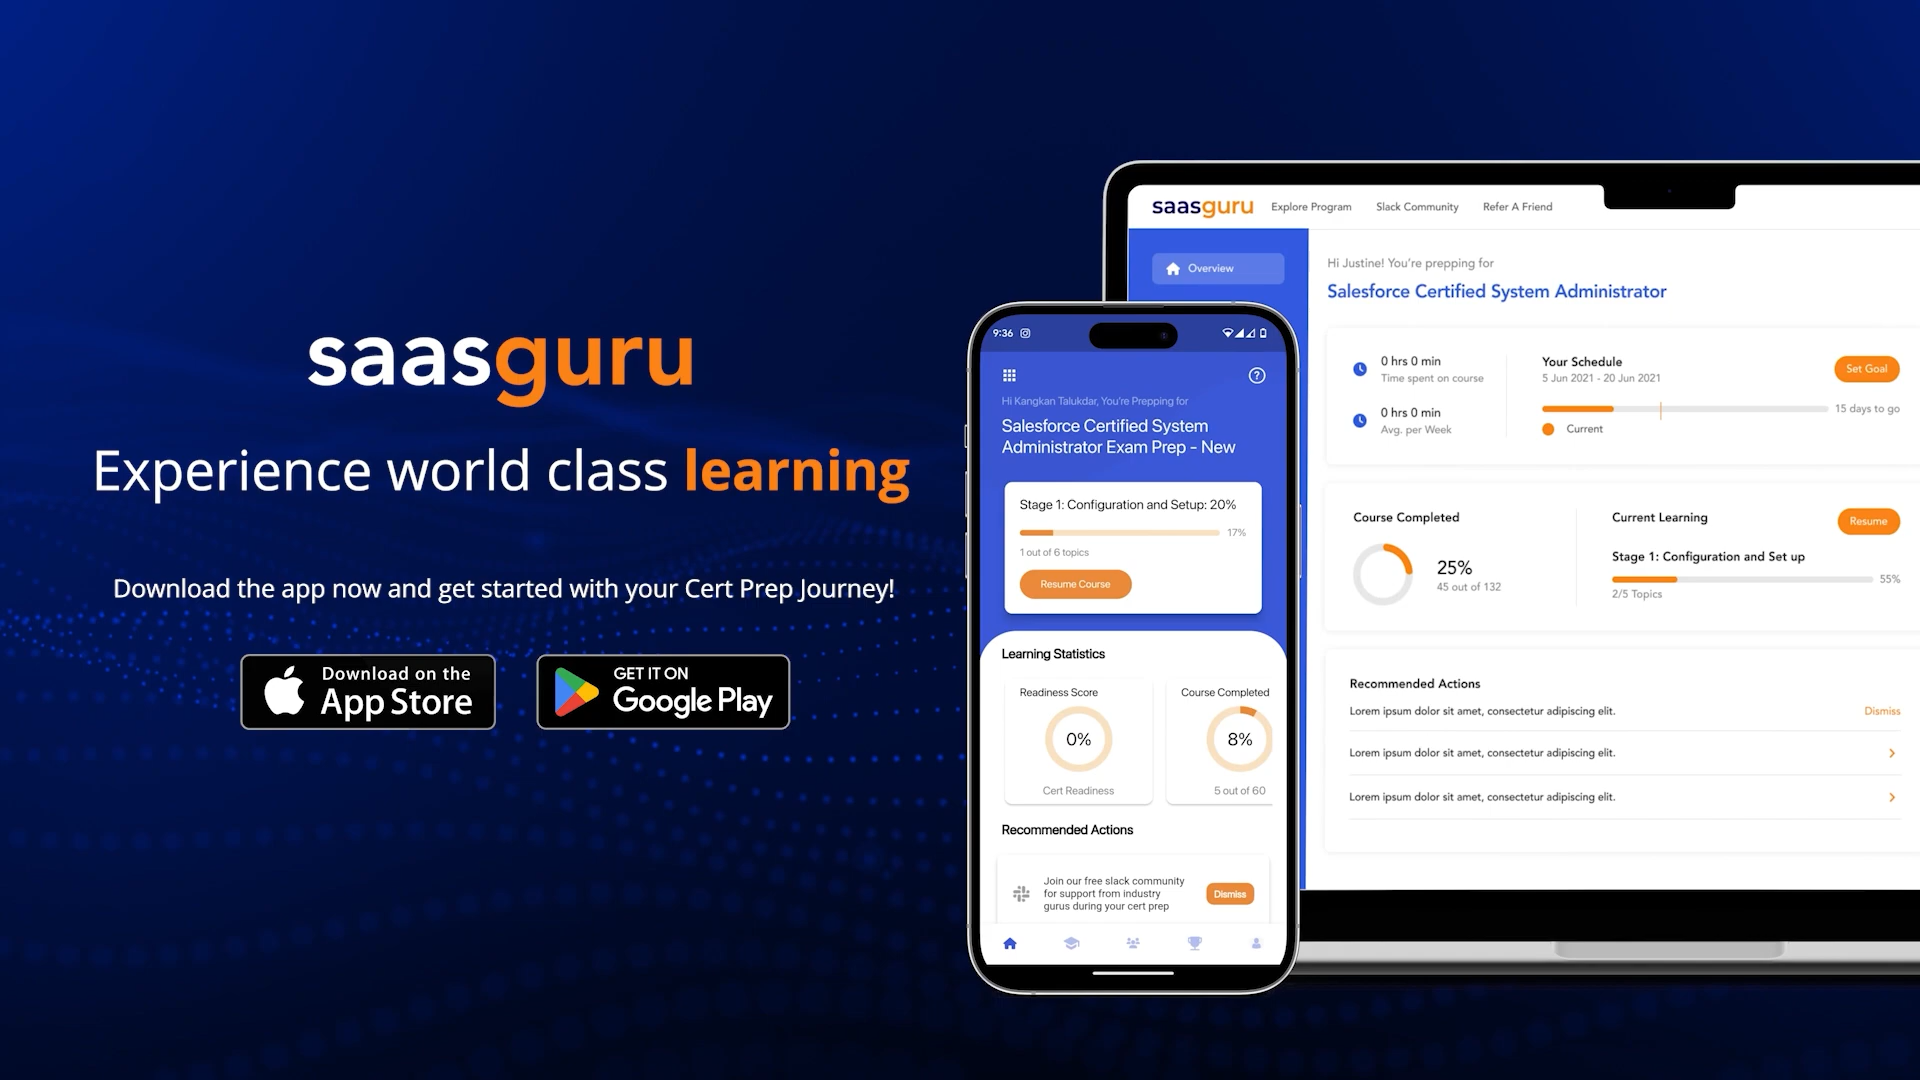 saasguru
Experience world class learning
Download the app now and get started with your Cert Prep Journey!
Download on the
App Store
GET IT ON
Google Play
9:36
?
Hi Kangkan Talukdar, You're Prepping for
Salesforce Certified System
Administrator Exam Prep - New
Stage 1: Configuration and Setup: 20%
17%
1 out of 6 topics
Resume Course
Learning Statistics
Readiness Score
0%
Cert Readiness
Course Completed
8%
5 out of 60
Recommended Actions
Join our free slack community
for support from industry
gurus during your cert prep
Dismiss
saasguru Explore Program Slack Community Refer A Friend
Overview
Hi Justine! You're prepping for
Salesforce Certified System Administrator
0 hrs 0 min
Time spent on course
0 hrs 0 min
Avg. per Week
Your Schedule
5 Jun 2021 - 20 Jun 2021
Set Goal
15 days to go
Current
Course Completed
25%
45 out of 132
Current Learning
Resume
Stage 1: Configuration and Set up
55%
2/5 Topics
Recommended Actions
Lorem ipsum dolor sit amet, consectetur adipiscing elit.
Dismiss
Lorem ipsum dolor sit amet, consectetur adipiscing elit.
Lorem ipsum dolor sit amet, consectetur adipiscing elit.